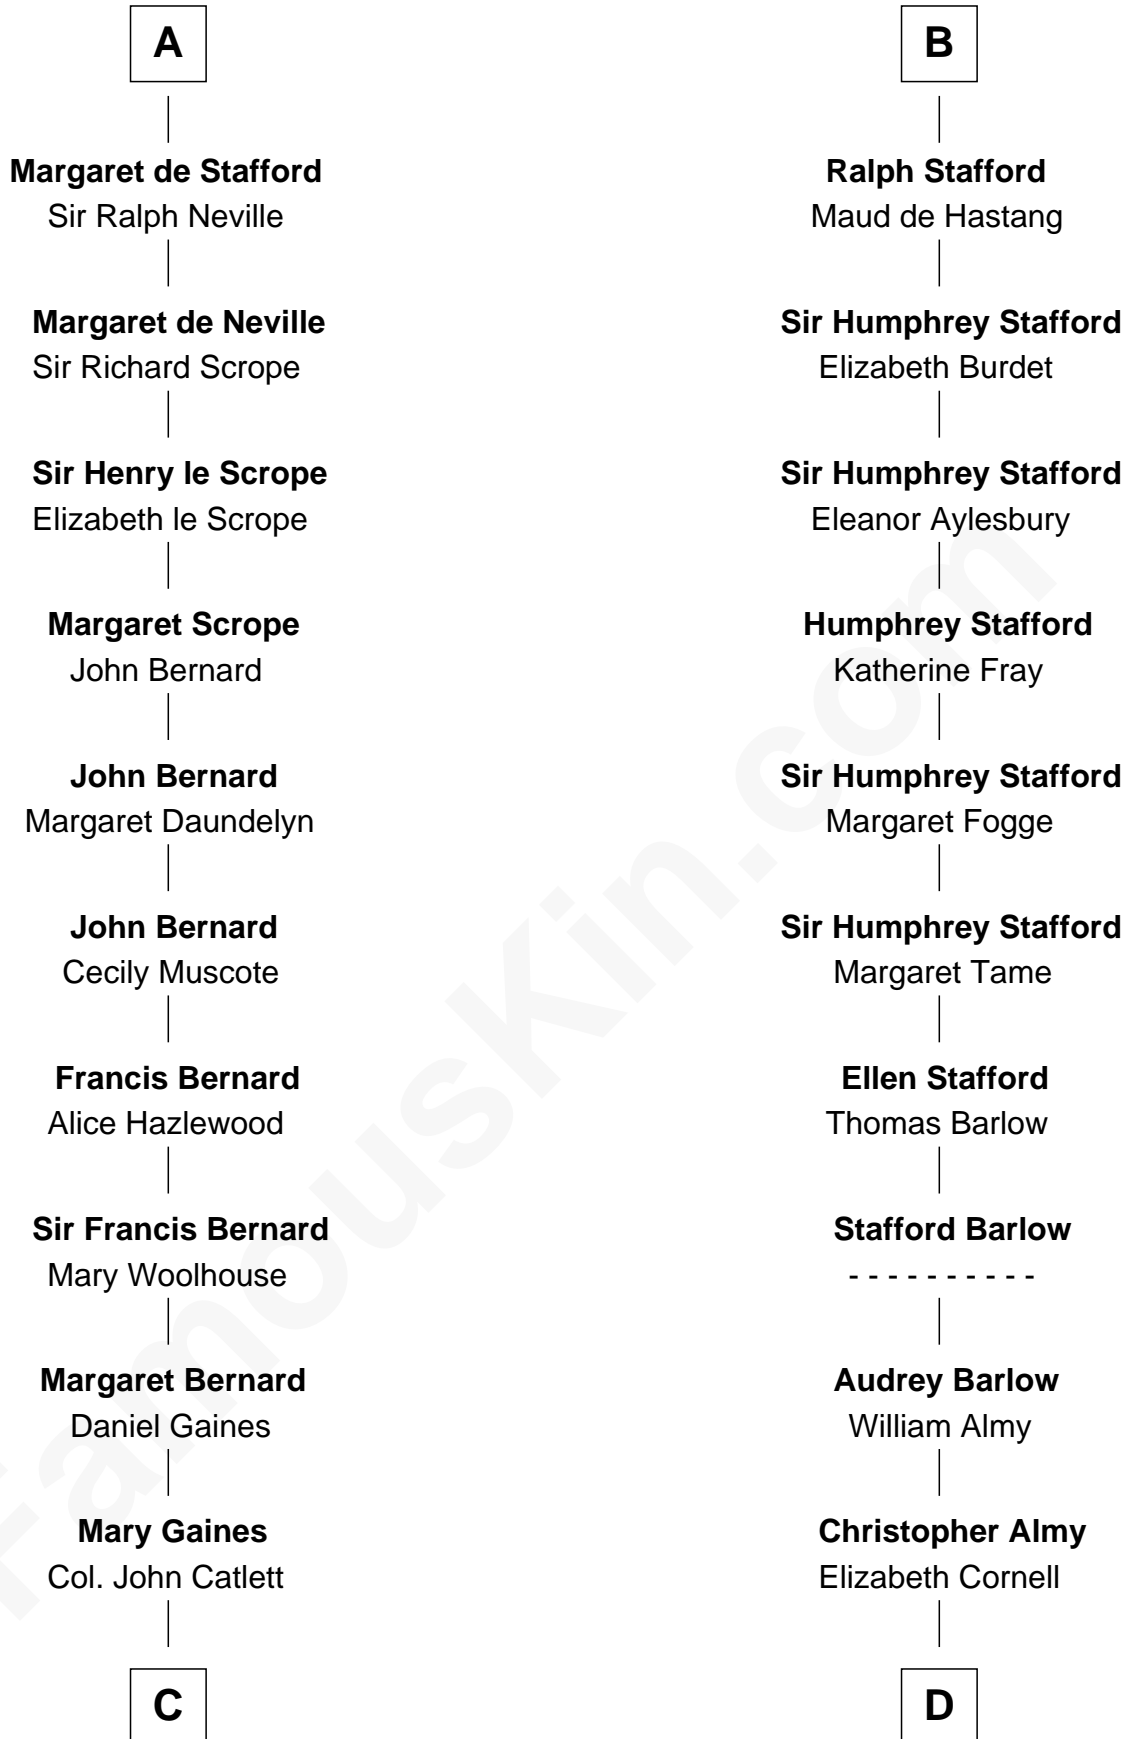 A
Margaret de Stafford
Sir Ralph Neville
Margaret de Neville
Sir Richard Scrope
Sir Henry le Scrope
Elizabeth le Scrope
Margaret Scrope
John Bernard
John Bernard
Margaret Daundelyn
John Bernard
Cecily Muscote
Francis Bernard
Alice Hazlewood
Sir Francis Bernard
Mary Woolhouse
Margaret Bernard
Daniel Gaines
Mary Gaines
Col. John Catlett
C
B
Ralph Stafford
Maud de Hastang
Sir Humphrey Stafford
Elizabeth Burdet
Sir Humphrey Stafford
Eleanor Aylesbury
Humphrey Stafford
Katherine Fray
Sir Humphrey Stafford
Margaret Fogge
Sir Humphrey Stafford
Margaret Tame
Ellen Stafford
Thomas Barlow
Stafford Barlow
- - - - - - - - - -
Audrey Barlow
William Almy
Christopher Almy
Elizabeth Cornell
D
FamousKin.com